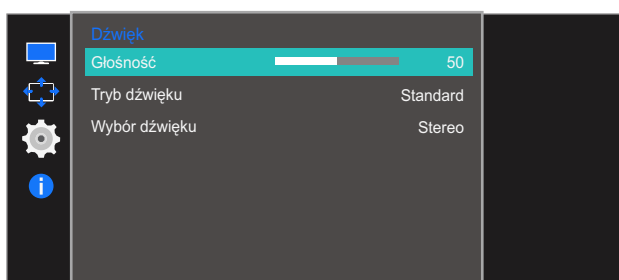 Dźwięk
Głośność 50
Tryb dźwięku Standard
Wybór dźwięku Stereo
i